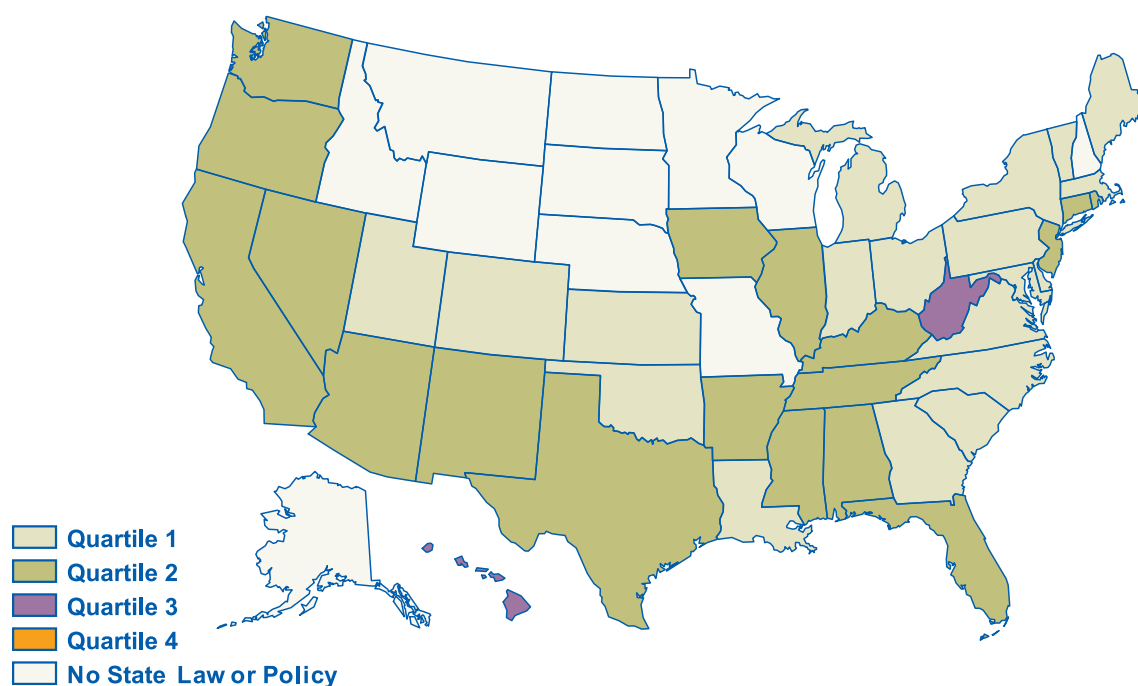 Quartile 1
Quartile 2
Quartile 3
Quartile 4
No State Law or Policy